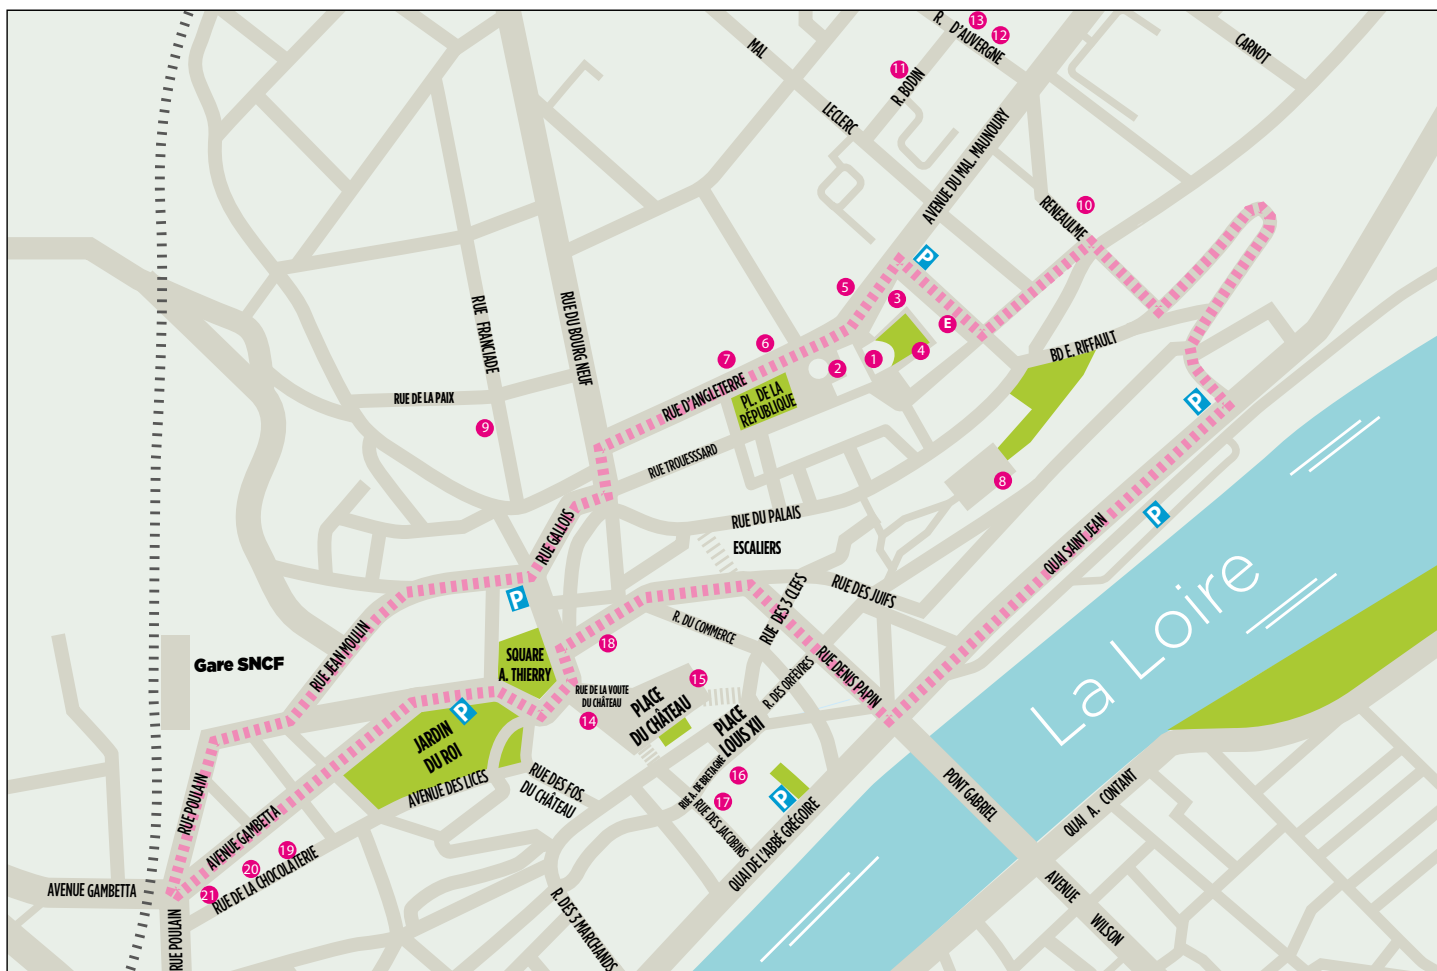 13
R. D'AUVERGNE
12
MAL
CARNOT
11
R. BODIN
LECLERC
AVENUE DU MAL. MAUNOURY
10
RENEAULME
P
5
3
E
RUE FRANCIADE
RUE DU BOURG NEUF
6
7
1
4
2
BD E. RIFFAULT
RUE D'ANGLETERRE
PL. DE LA
RÉPUBLIQUE
RUE DE LA PAIX
P
9
RUE TROUESSSARD
8
P
RUE DU PALAIS
ESCALIERS
RUE GALLOIS
QUAI SAINT JEAN
La Loire
P
RUE DES 3 CLEFS
RUE DES JUIFS
RUE JEAN MOULIN
R. DU COMMERCE
18
Gare SNCF
SQUARE
A. THIERRY
RUE DENIS PAPIN
15
R. DES ORFÈVRES
RUE DE LA VOUTE
DU CHÂTEAU
14
PLACE
DU CHÂTEAU
PLACE
LOUIS XII
P
JARDIN
DU ROI
AVENUE DES LICES
RUE DES FOS.
DU CHÂTEAU
RUE A. DE BRETAGNE
16
17
P
RUE DES JACOBINS
QUAI DE L'ABBÉ GRÉGOIRE
PONT GABRIEL
QUAI A. CONTANT
RUE POULAIN
AVENUE GAMBETTA
19
20
21
RUE DE LA CHOCOLATERIE
AVENUE GAMBETTA
RUE POULAIN
R. DES 3 MARCHANDS
AVENUE
WILSON